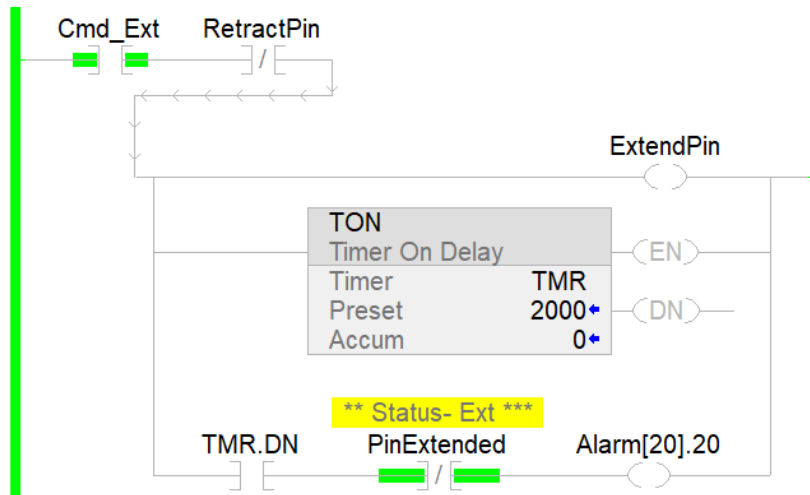 Cmd_Ext RetractPin
ExtendPin
TON
Timer On Delay EN
Timer TMR
Preset 2000 DN
Accum 0
** Status- Ext ***
TMR.DN PinExtended Alarm[20].20